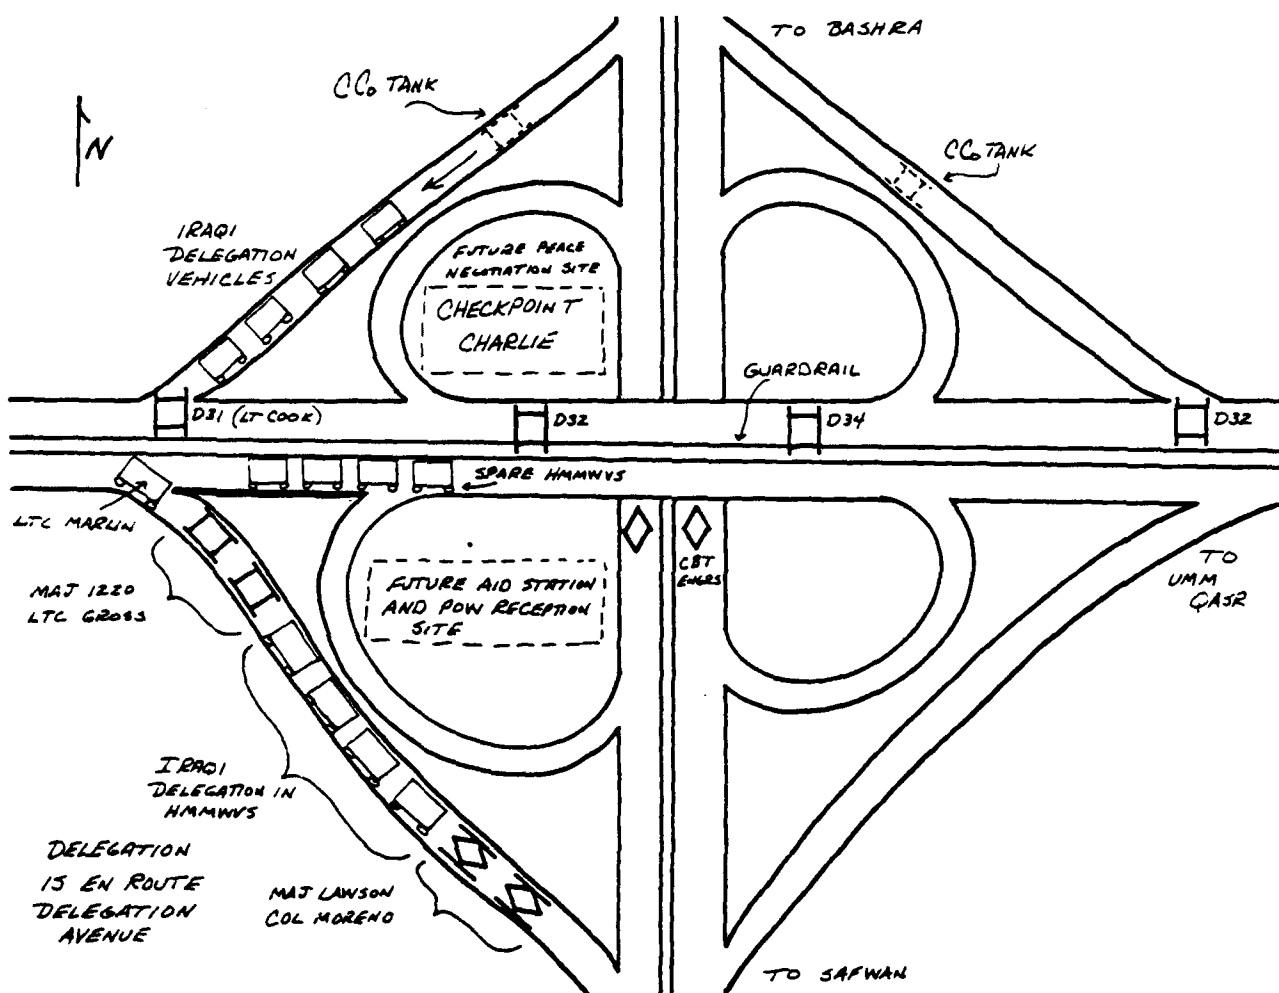 TO BASHRA
CCo TANK
N
CCo TANK
IRAQI
DELEGATION
VEHICLES
FUTURE PEACE
NEGOTIATION SITE
CHECKPOINT
CHARLIE
GUARDRAIL
D31 (LT COOK)
D32
D34
D32
SPARE HMMWVS
LTC MARLIN
CBT
ENGRS
TO
UMM
QASR
MAJ IZZO
LTC GROSS
FUTURE AID STATION
AND POW RECEPTION
SITE
IRAQI
DELEGATION IN
HMMWVS
DELEGATION
IS EN ROUTE
DELEGATION
AVENUE
MAJ LAWSON
COL MORENO
TO SAFWAN